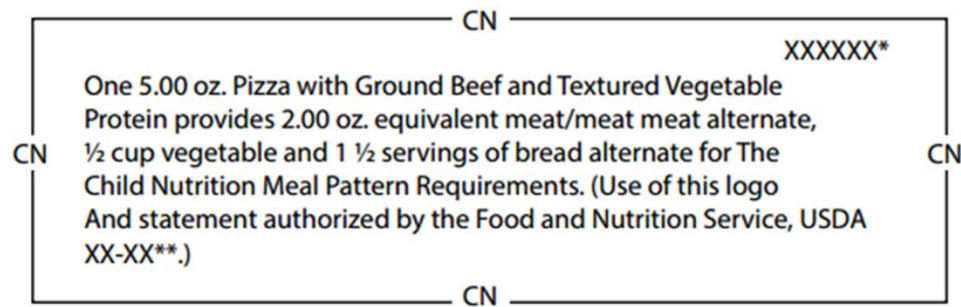 CN
XXXXXX*
One 5.00 oz. Pizza with Ground Beef and Textured Vegetable
Protein provides 2.00 oz. equivalent meat/meat meat alternate,
CN ½ cup vegetable and 1 ½ servings of bread alternate for The CN
Child Nutrition Meal Pattern Requirements. (Use of this logo
And statement authorized by the Food and Nutrition Service, USDA
XX-XX**.)
CN